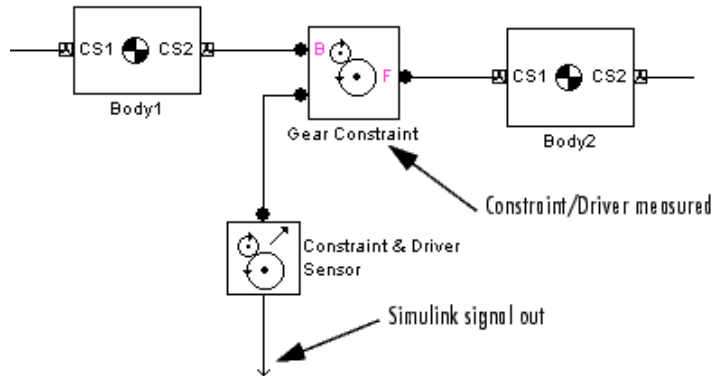 CS1 CS2
Body1
B
F
Gear Constraint
CS1 CS2
Body2
Constraint/Driver measured
Constraint & Driver
Sensor
Simulink signal out